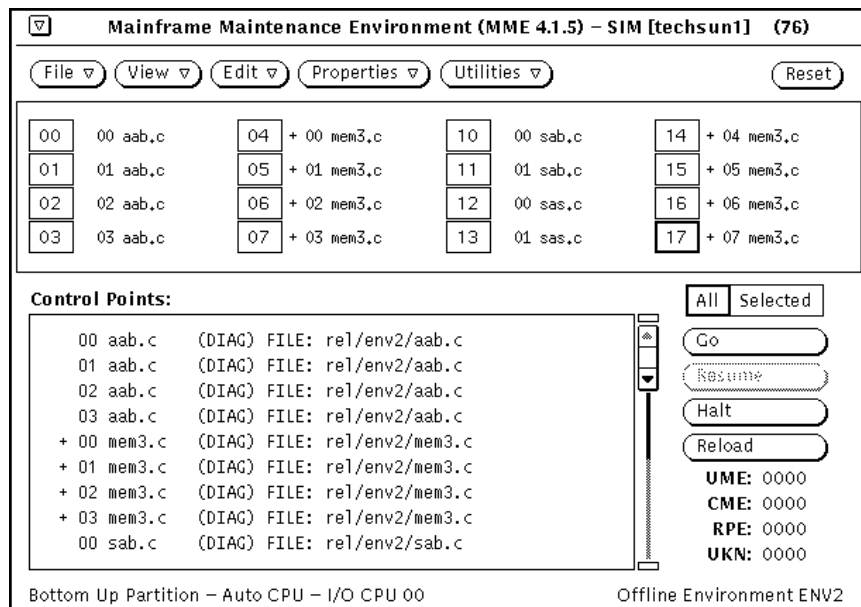 Mainframe Maintenance Environment (MME 4.1.5) – SIM [techsun1] (76)
File View Edit Properties Utilities Reset
00 00 aab.c 04 + 00 mem3.c 10 00 sab.c 14 + 04 mem3.c
01 01 aab.c 05 + 01 mem3.c 11 01 sab.c 15 + 05 mem3.c
02 02 aab.c 06 + 02 mem3.c 12 00 sas.c 16 + 06 mem3.c
03 03 aab.c 07 + 03 mem3.c 13 01 sas.c 17 + 07 mem3.c
Control Points:
00 aab.c (DIAG) FILE: rel/env2/aab.c
01 aab.c (DIAG) FILE: rel/env2/aab.c
02 aab.c (DIAG) FILE: rel/env2/aab.c
03 aab.c (DIAG) FILE: rel/env2/aab.c
+ 00 mem3.c (DIAG) FILE: rel/env2/mem3.c
+ 01 mem3.c (DIAG) FILE: rel/env2/mem3.c
+ 02 mem3.c (DIAG) FILE: rel/env2/mem3.c
+ 03 mem3.c (DIAG) FILE: rel/env2/mem3.c
00 sab.c (DIAG) FILE: rel/env2/sab.c
All Selected
Go
Resume
Halt
Reload
UME: 0000
CME: 0000
RPE: 0000
UKN: 0000
Bottom Up Partition – Auto CPU – I/O CPU 00 Offline Environment ENV2